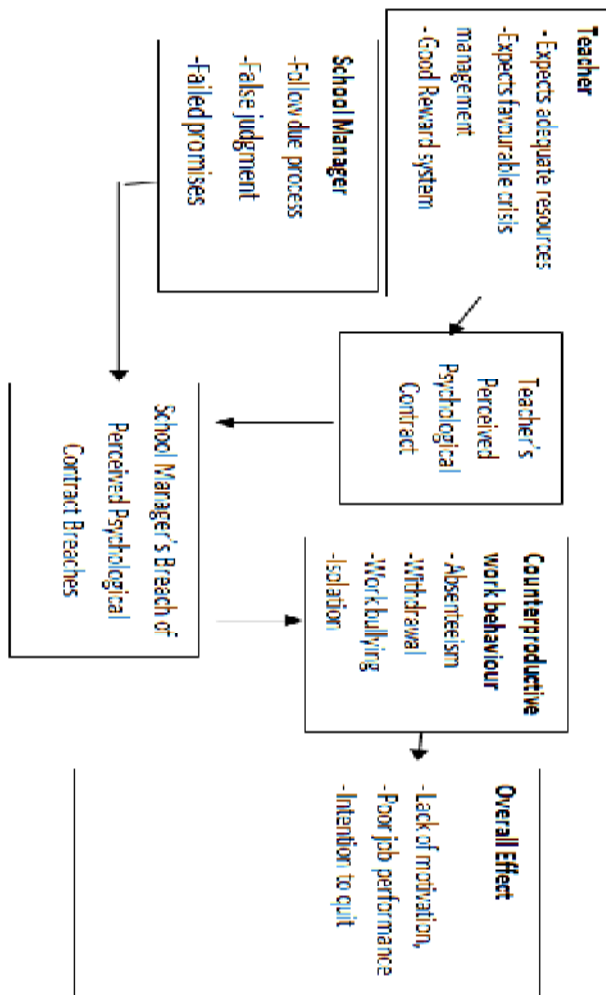 Teacher
- Expects adequate resources
-Expects favourable crisis
management
-Good Reward system
School Manager
-Follow due process
-False judgment
-Failed promises
Teacher's
Perceived
Psychological
Contract
School Manager's Breach of
Perceived Psychological
Contract Breaches
Counterproductive
work behaviour
-Absenteeism
-Withdrawal
-Work bullying
-Isolation
Overall Effect
-Lack of motivation,
-Poor job performance
-Intention to quit